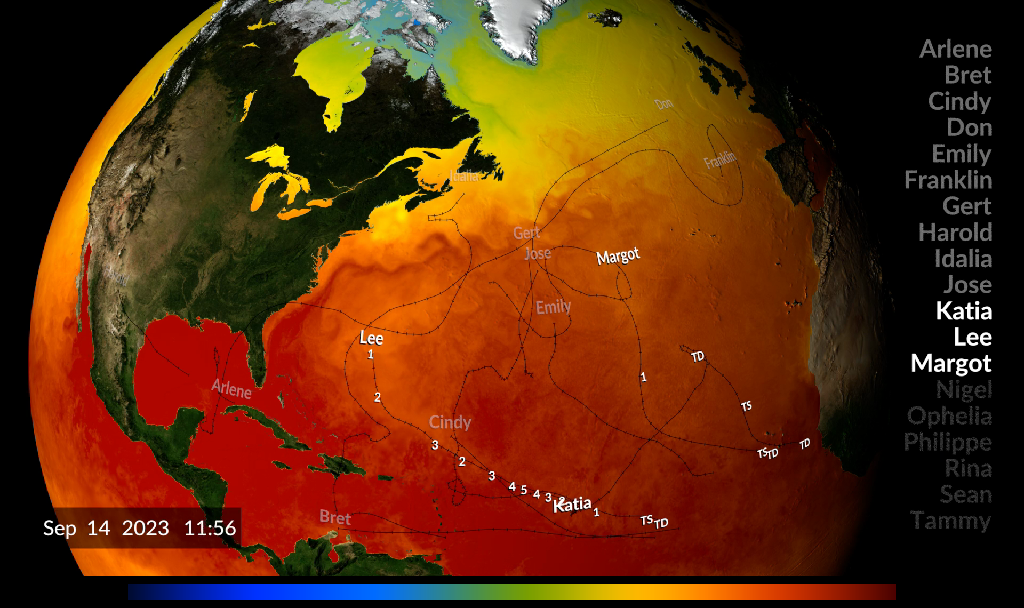 Don
Franklin
Idalia
Gert
Jose
Margot
Emily
Lee
1
TD
1
Arlene
2
TS
Cindy
3
2
TS TD
TD
3
4 5 4 3 2
Katia 1
Bret
TS TD
Sep 14 2023 11:56
Arlene
Bret
Cindy
Don
Emily
Franklin
Gert
Harold
Idalia
Jose
Katia
Lee
Margot
Nigel
Ophelia
Philippe
Rina
Sean
Tammy